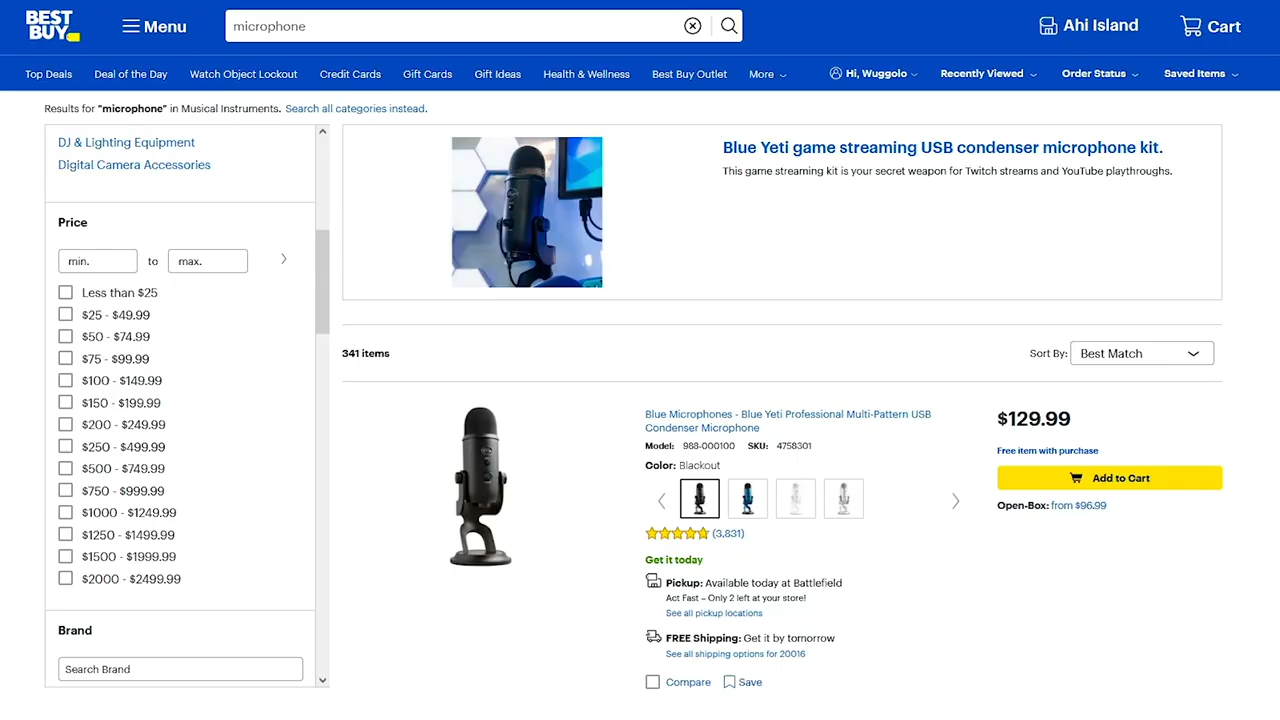 BEST BUY
Menu
microphone
Ahi Island
Cart
Top Deals
Deal of the Day
Watch Object Lockout
Credit Cards
Gift Cards
Gift Ideas
Health & Wellness
Best Buy Outlet
More
Hi, Wuggolo
Recently Viewed
Order Status
Saved Items
Results for "microphone" in Musical Instruments. Search all categories instead.
DJ & Lighting Equipment
Digital Camera Accessories
Price
min. to max.
Less than $25
$25 - $49.99
$50 - $74.99
$75 - $99.99
$100 - $149.99
$150 - $199.99
$200 - $249.99
$250 - $499.99
$500 - $749.99
$750 - $999.99
$1000 - $1249.99
$1250 - $1499.99
$1500 - $1999.99
$2000 - $2499.99
Brand
Search Brand
Blue Yeti game streaming USB condenser microphone kit.
This game streaming kit is your secret weapon for Twitch streams and YouTube playthroughs.
341 items
Sort By: Best Match
Blue Microphones - Blue Yeti Professional Multi-Pattern USB
Condenser Microphone
Model: 988-000100 SKU: 4758301
Color: Blackout
(3,831)
Get it today
Pickup: Available today at Battlefield
Act Fast – Only 2 left at your store!
See all pickup locations
FREE Shipping: Get it by tomorrow
See all shipping options for 20016
Compare
Save
$129.99
Free item with purchase
Add to Cart
Open-Box: from $96.99